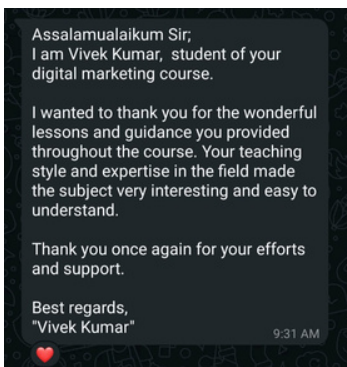 Assalamualaikum Sir;
I am Vivek Kumar, student of your
digital marketing course.
I wanted to thank you for the wonderful
lessons and guidance you provided
throughout the course. Your teaching
style and expertise in the field made
the subject very interesting and easy to
understand.
Thank you once again for your efforts
and support.
Best regards,
"Vivek Kumar"
9:31 AM